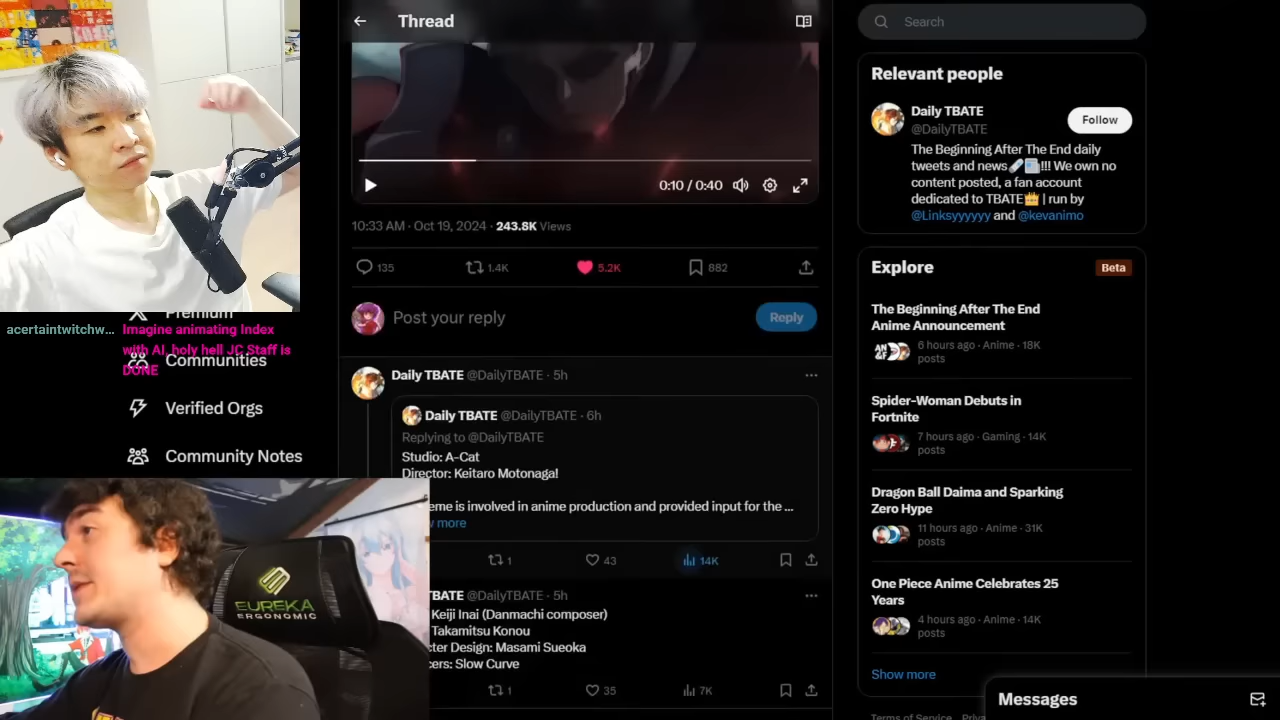 Thread
0:10 / 0:40
10:33 AM · Oct 19, 2024 · 243.8K Views
135
1.4K
5.2K
882
Post your reply
Reply
Premium
acertaintwitchw... Imagine animating Index
with AI, holy hell JC Staff is
DONE
Communities
Verified Orgs
Community Notes
Daily TBATE @DailyTBATE · 5h
Daily TBATE @DailyTBATE · 6h
Replying to @DailyTBATE
Studio: A-Cat
Director: Keitaro Motonaga!
eme is involved in anime production and provided input for the ...
w more
1
43
14K
TBATE @DailyTBATE · 5h
Keiji Inai (Danmachi composer)
Takamitsu Konou
cter Design: Masami Sueoka
cers: Slow Curve
1
35
7K
EUREKA
ERGONOMIC
Search
Relevant people
Daily TBATE
@DailyTBATE
Follow
The Beginning After The End daily
tweets and news!!! We own no
content posted, a fan account
dedicated to TBATE | run by
@Linksyyyyyy and @kevanimo
Explore
Beta
The Beginning After The End
Anime Announcement
6 hours ago · Anime · 18K
posts
Spider-Woman Debuts in
Fortnite
7 hours ago · Gaming · 14K
posts
Dragon Ball Daima and Sparking
Zero Hype
11 hours ago · Anime · 31K
posts
One Piece Anime Celebrates 25
Years
4 hours ago · Anime · 14K
posts
Show more
Terms of Service
Messages